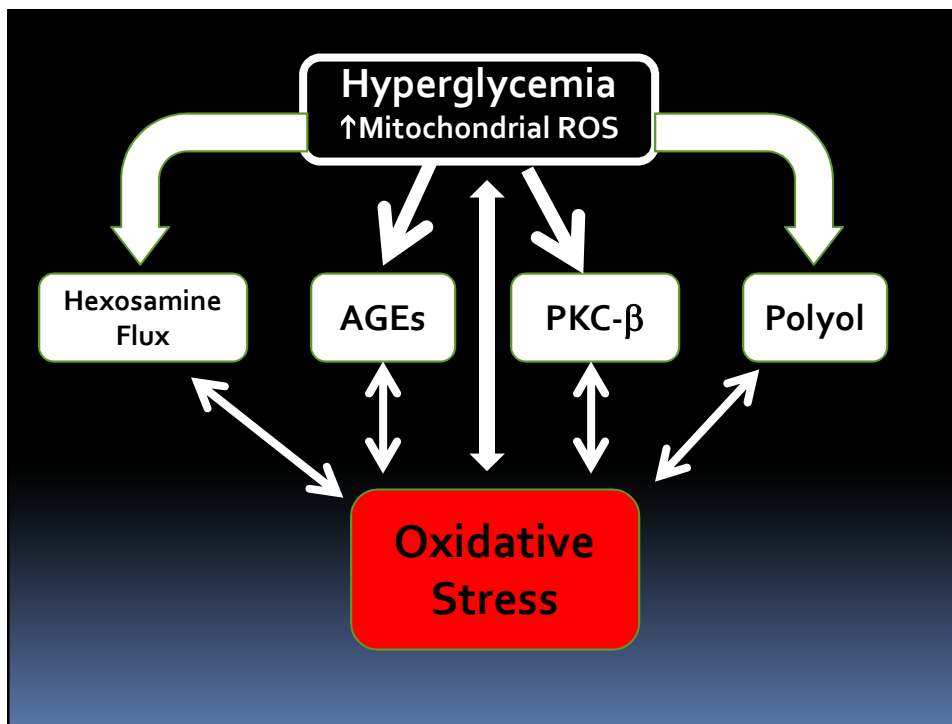 Hyperglycemia
↑Mitochondrial ROS
Hexosamine
Flux
AGEs
PKC-β
Polyol
Oxidative
Stress